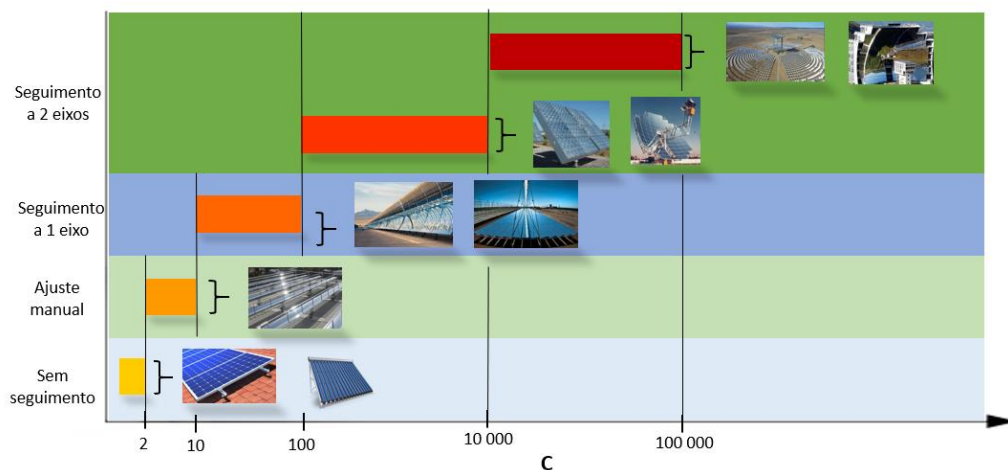 Seguimento
a 2 eixos
Seguimento
a 1 eixo
Ajuste
manual
Sem
seguimento
2
10
100
10 000
100 000
C